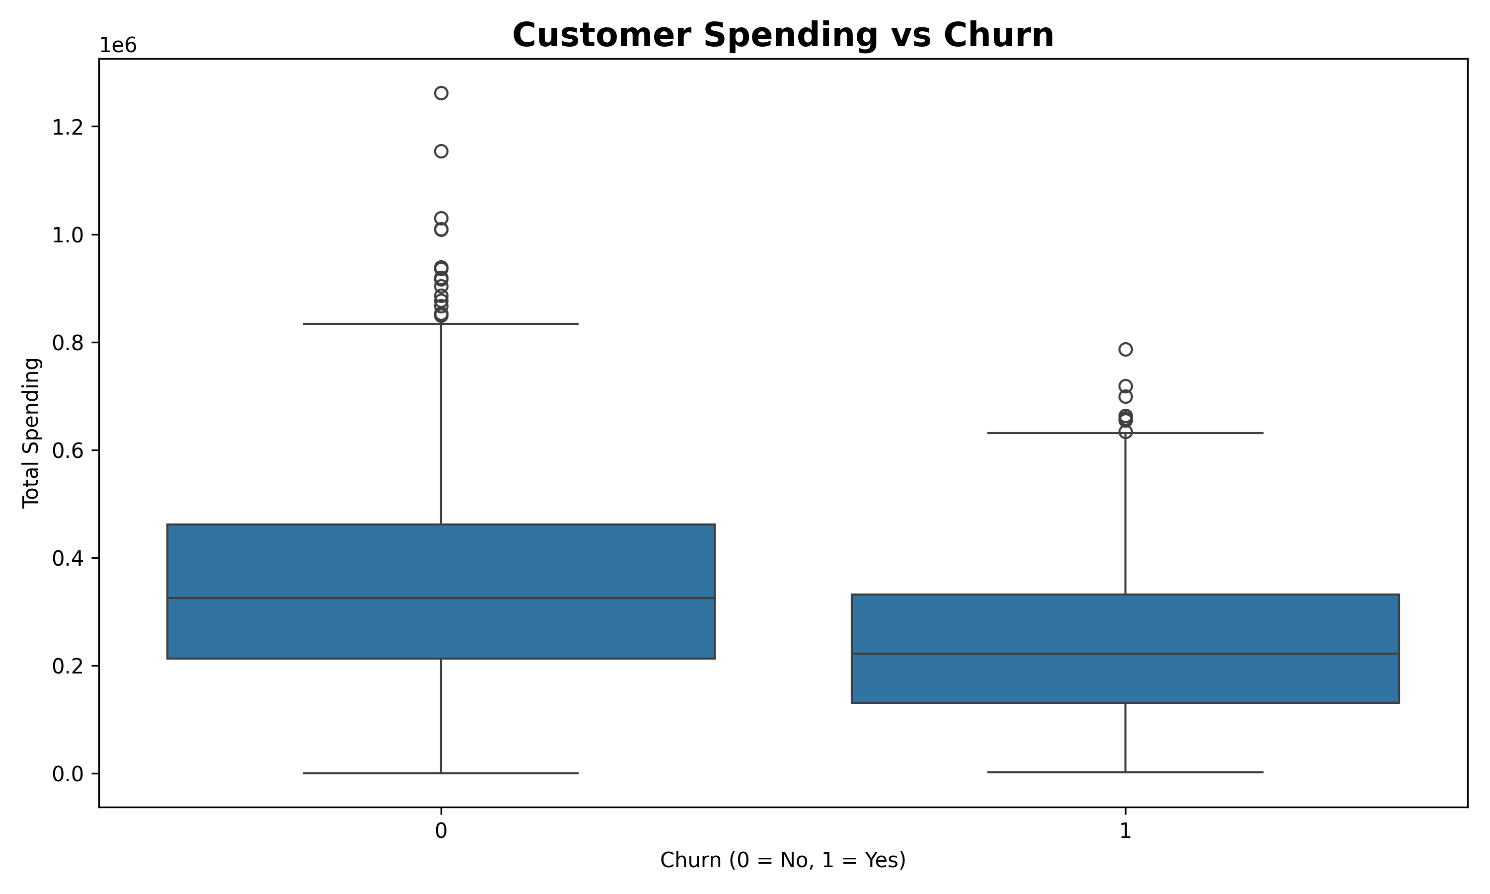 Customer Spending vs Churn
1e6
1.2
1.0
0.8
0.6
0.4
0.2
0.0
Total Spending
0
1
Churn (0 = No, 1 = Yes)